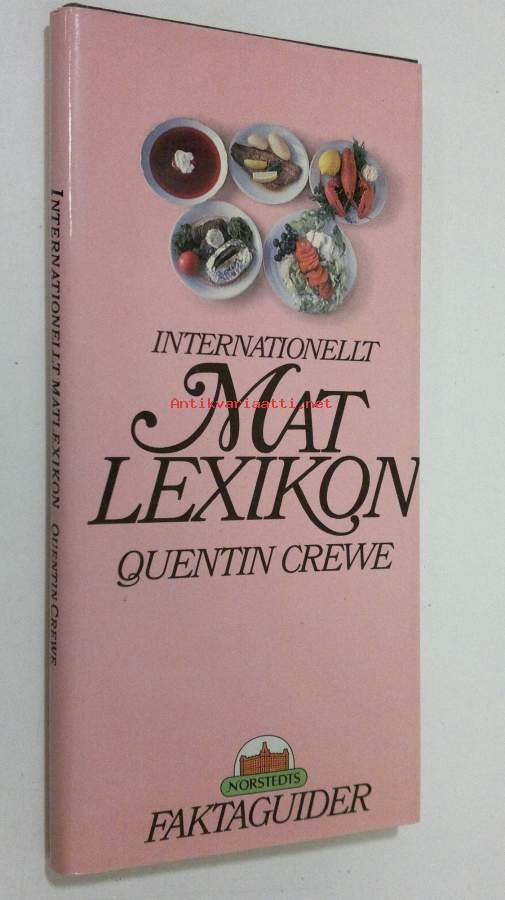 INTERNATIONELLT MATLEXIKON QUENTIN CREWE
INTERNATIONELLT
MAT
Antikvariaatti.net
LEXIKON
QUENTIN CREWE
NORSTEDTS
FAKTAGUIDER